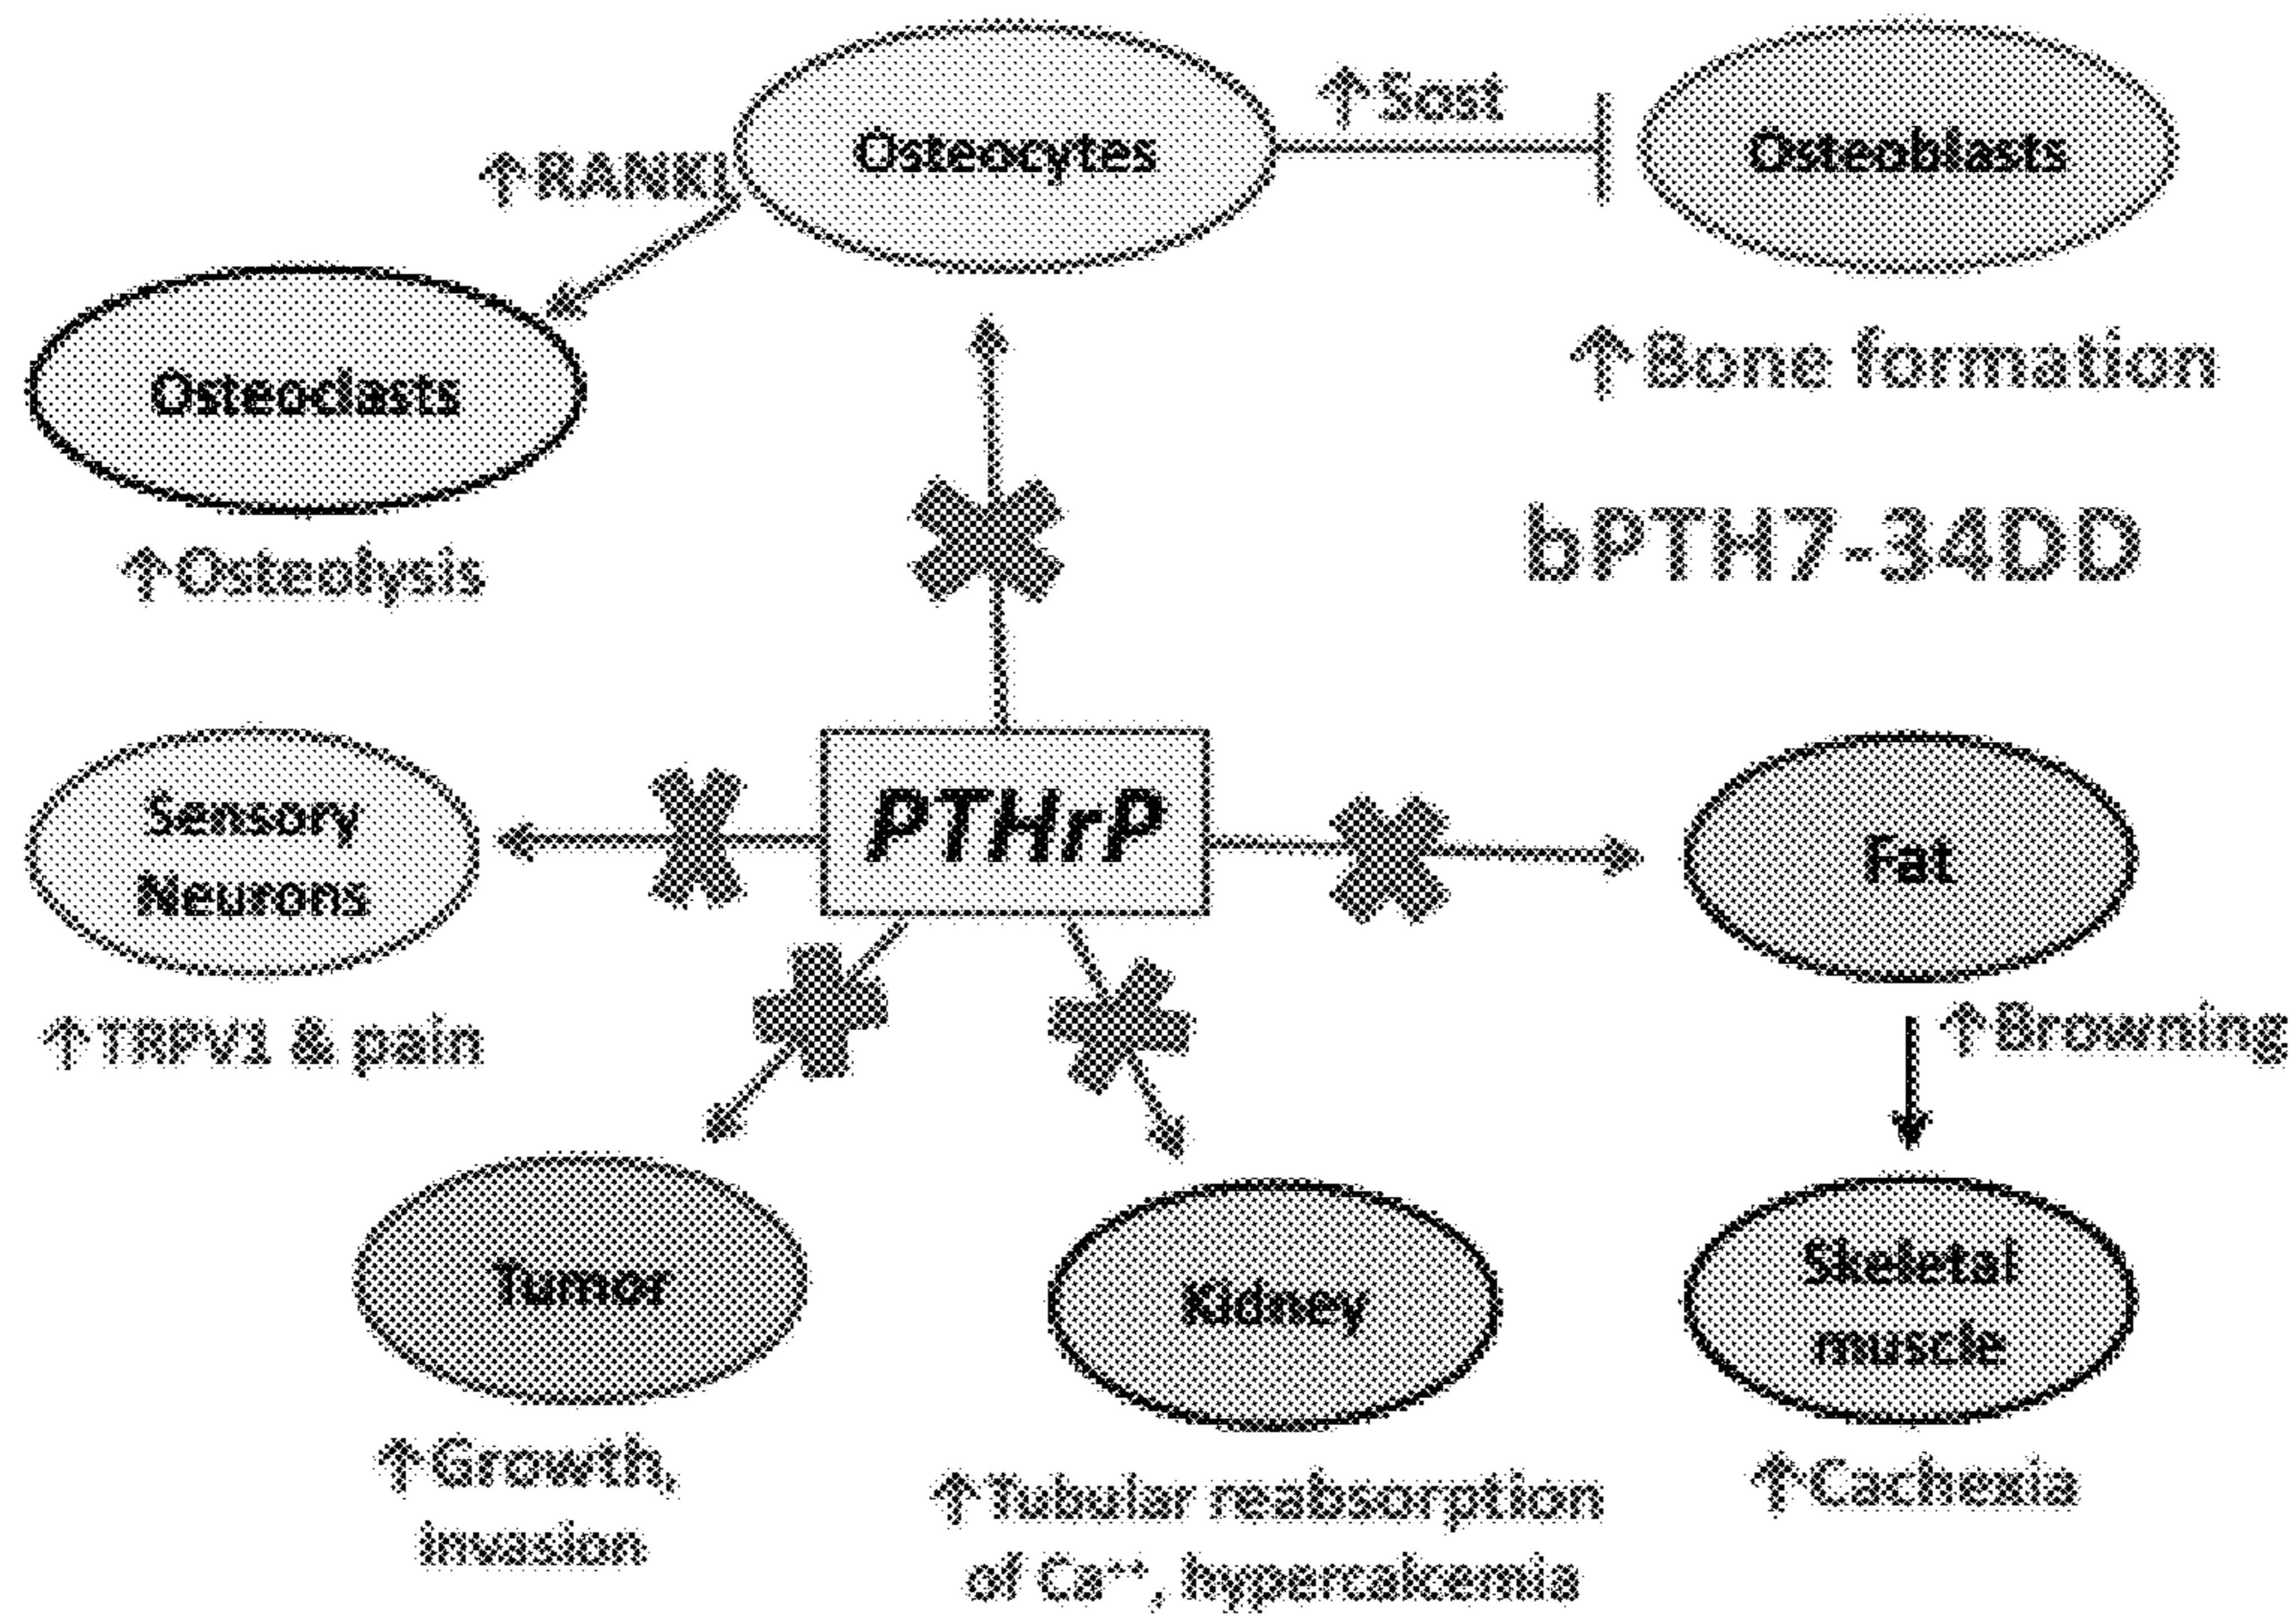 ↑Sost
Osteocytes
Osteoblasts
↑RANKL
Osteoclasts
↑Bone formation
↑Osteolysis
bPTH7-34DD
Sensory
Neurons
PTHrP
Fat
↑TRPV1 & pain
↑Browning
Tumor
Kidney
Skeletal
muscle
↑Growth,
invasion
↑Tubular reabsorption
of Ca⁺⁺, hypercalcemia
↑Cachexia